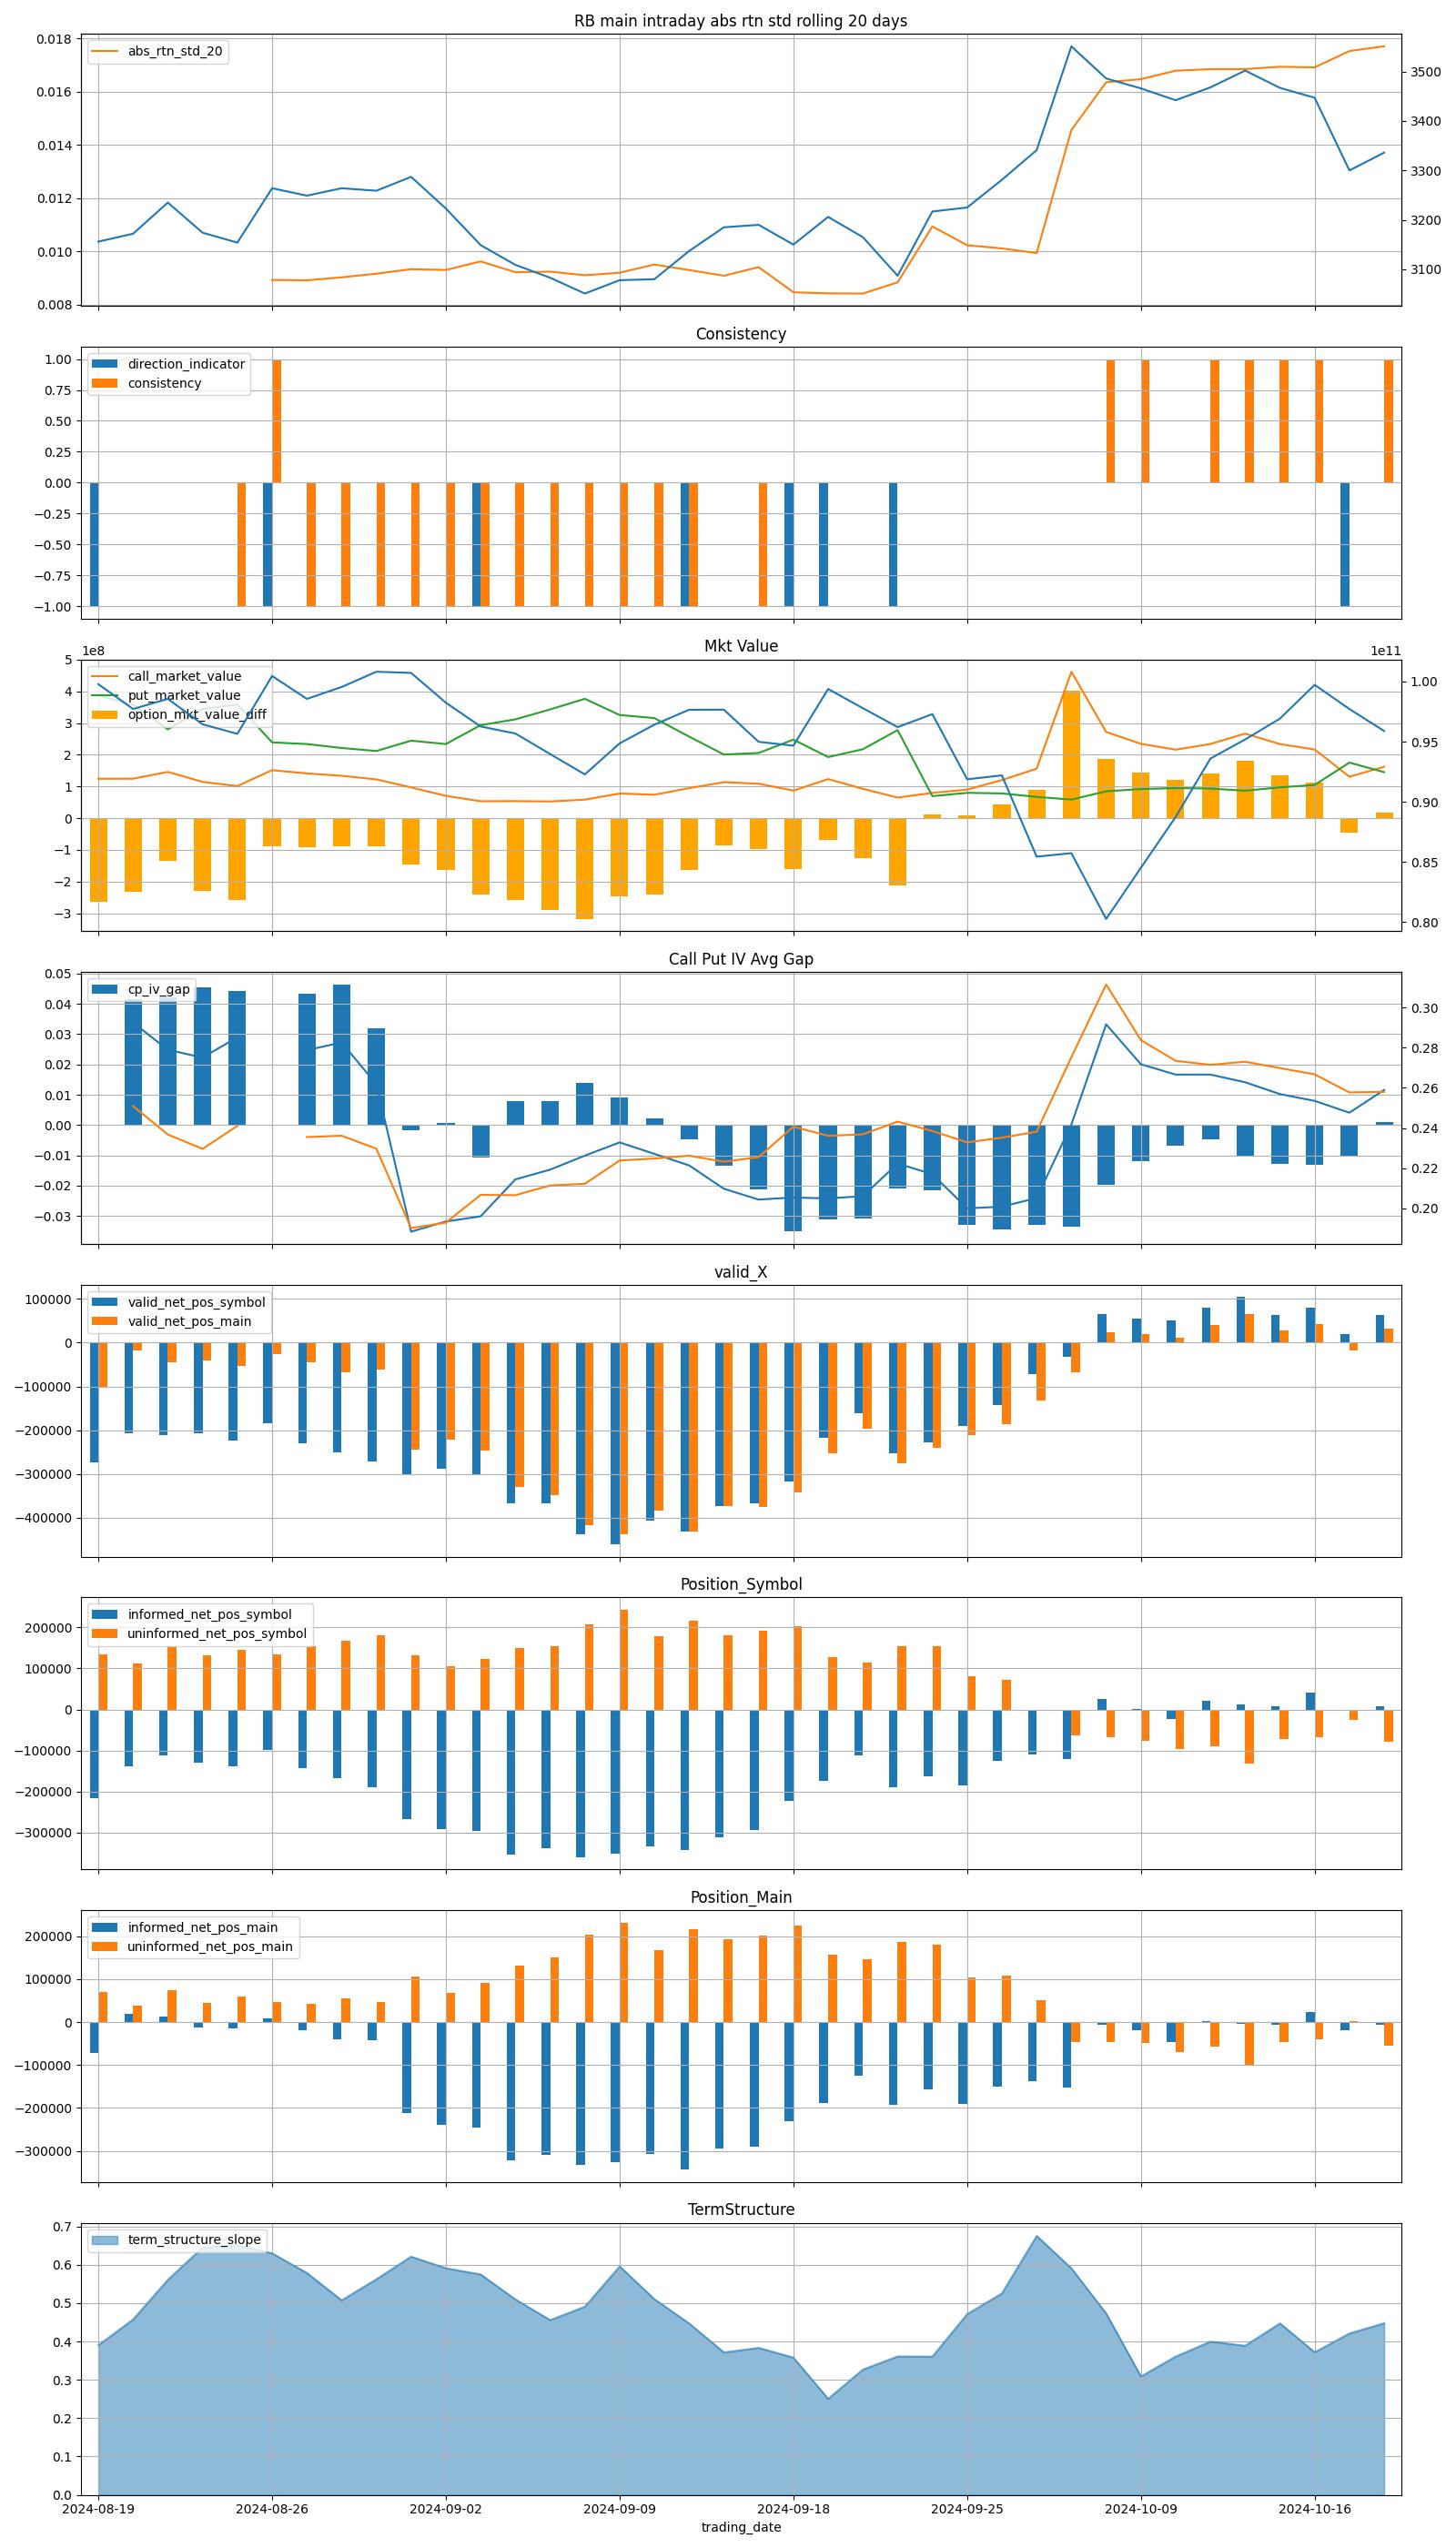 RB main intraday abs rtn std rolling 20 days
abs_rtn_std_20
0.018
0.016
0.014
0.012
0.010
0.008
3500
3400
3300
3200
3100
Consistency
direction_indicator
consistency
1.00
0.75
0.50
0.25
0.00
−0.25
−0.50
−0.75
−1.00
Mkt Value
1e8
1e11
call_market_value
put_market_value
option_mkt_value_diff
5
4
3
2
1
0
−1
−2
−3
1.00
0.95
0.90
0.85
0.80
Call Put IV Avg Gap
cp_iv_gap
0.05
0.04
0.03
0.02
0.01
0.00
−0.01
−0.02
−0.03
0.30
0.28
0.26
0.24
0.22
0.20
valid_X
valid_net_pos_symbol
valid_net_pos_main
100000
0
−100000
−200000
−300000
−400000
Position_Symbol
informed_net_pos_symbol
uninformed_net_pos_symbol
200000
100000
0
−100000
−200000
−300000
Position_Main
informed_net_pos_main
uninformed_net_pos_main
200000
100000
0
−100000
−200000
−300000
TermStructure
term_structure_slope
0.7
0.6
0.5
0.4
0.3
0.2
0.1
0.0
2024-08-19 2024-08-26 2024-09-02 2024-09-09 2024-09-18 2024-09-25 2024-10-09 2024-10-16
trading_date